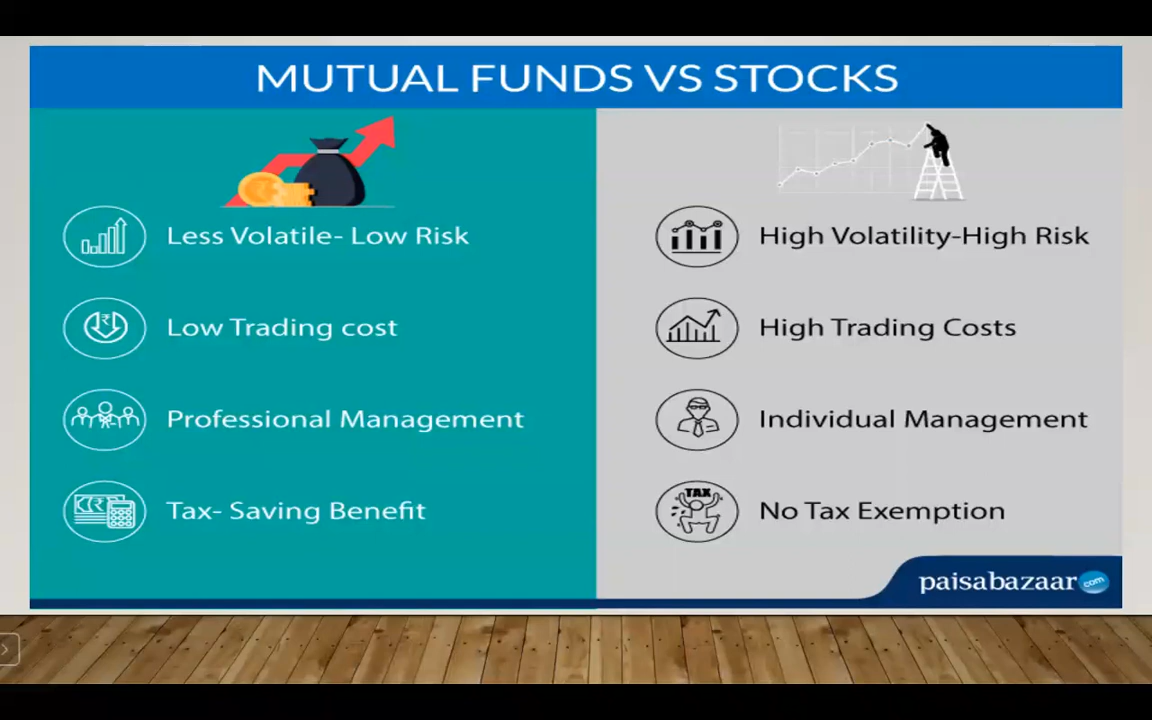 MUTUAL FUNDS VS STOCKS
Less Volatile- Low Risk
Low Trading cost
Professional Management
Tax- Saving Benefit
High Volatility-High Risk
High Trading Costs
Individual Management
TAX
No Tax Exemption
paisabazaar.com